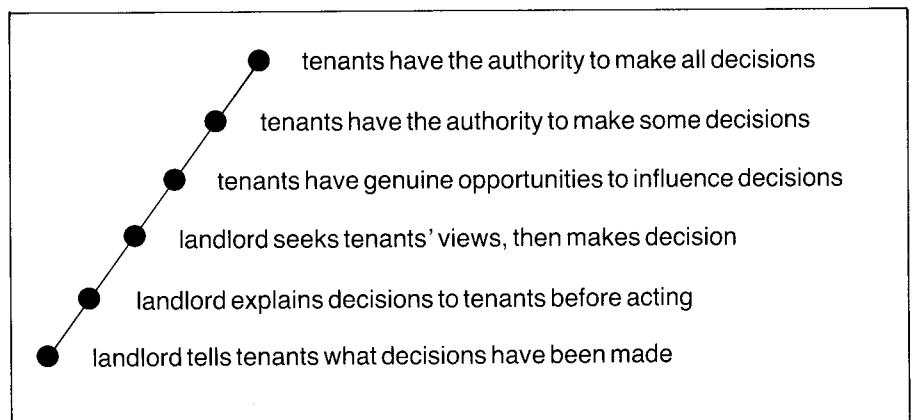 tenants have the authority to make all decisions
tenants have the authority to make some decisions
tenants have genuine opportunities to influence decisions
landlord seeks tenants' views, then makes decision
landlord explains decisions to tenants before acting
landlord tells tenants what decisions have been made